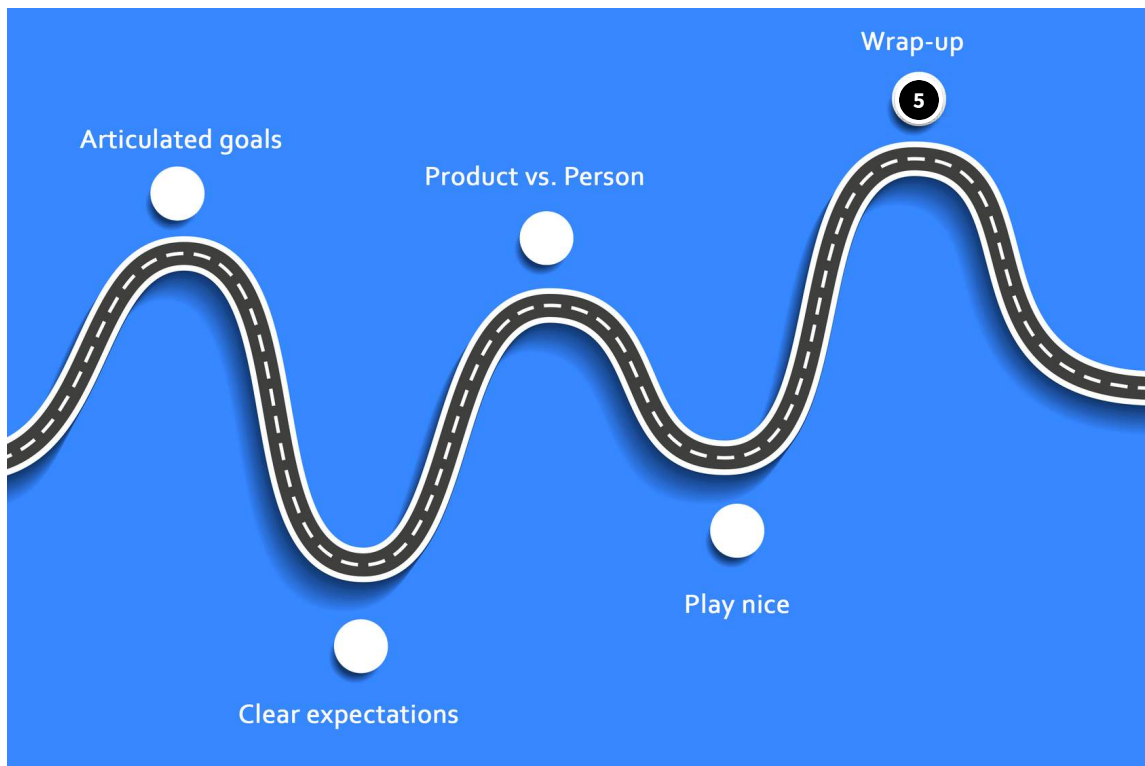 Articulated goals
Clear expectations
Product vs. Person
Play nice
Wrap-up
5